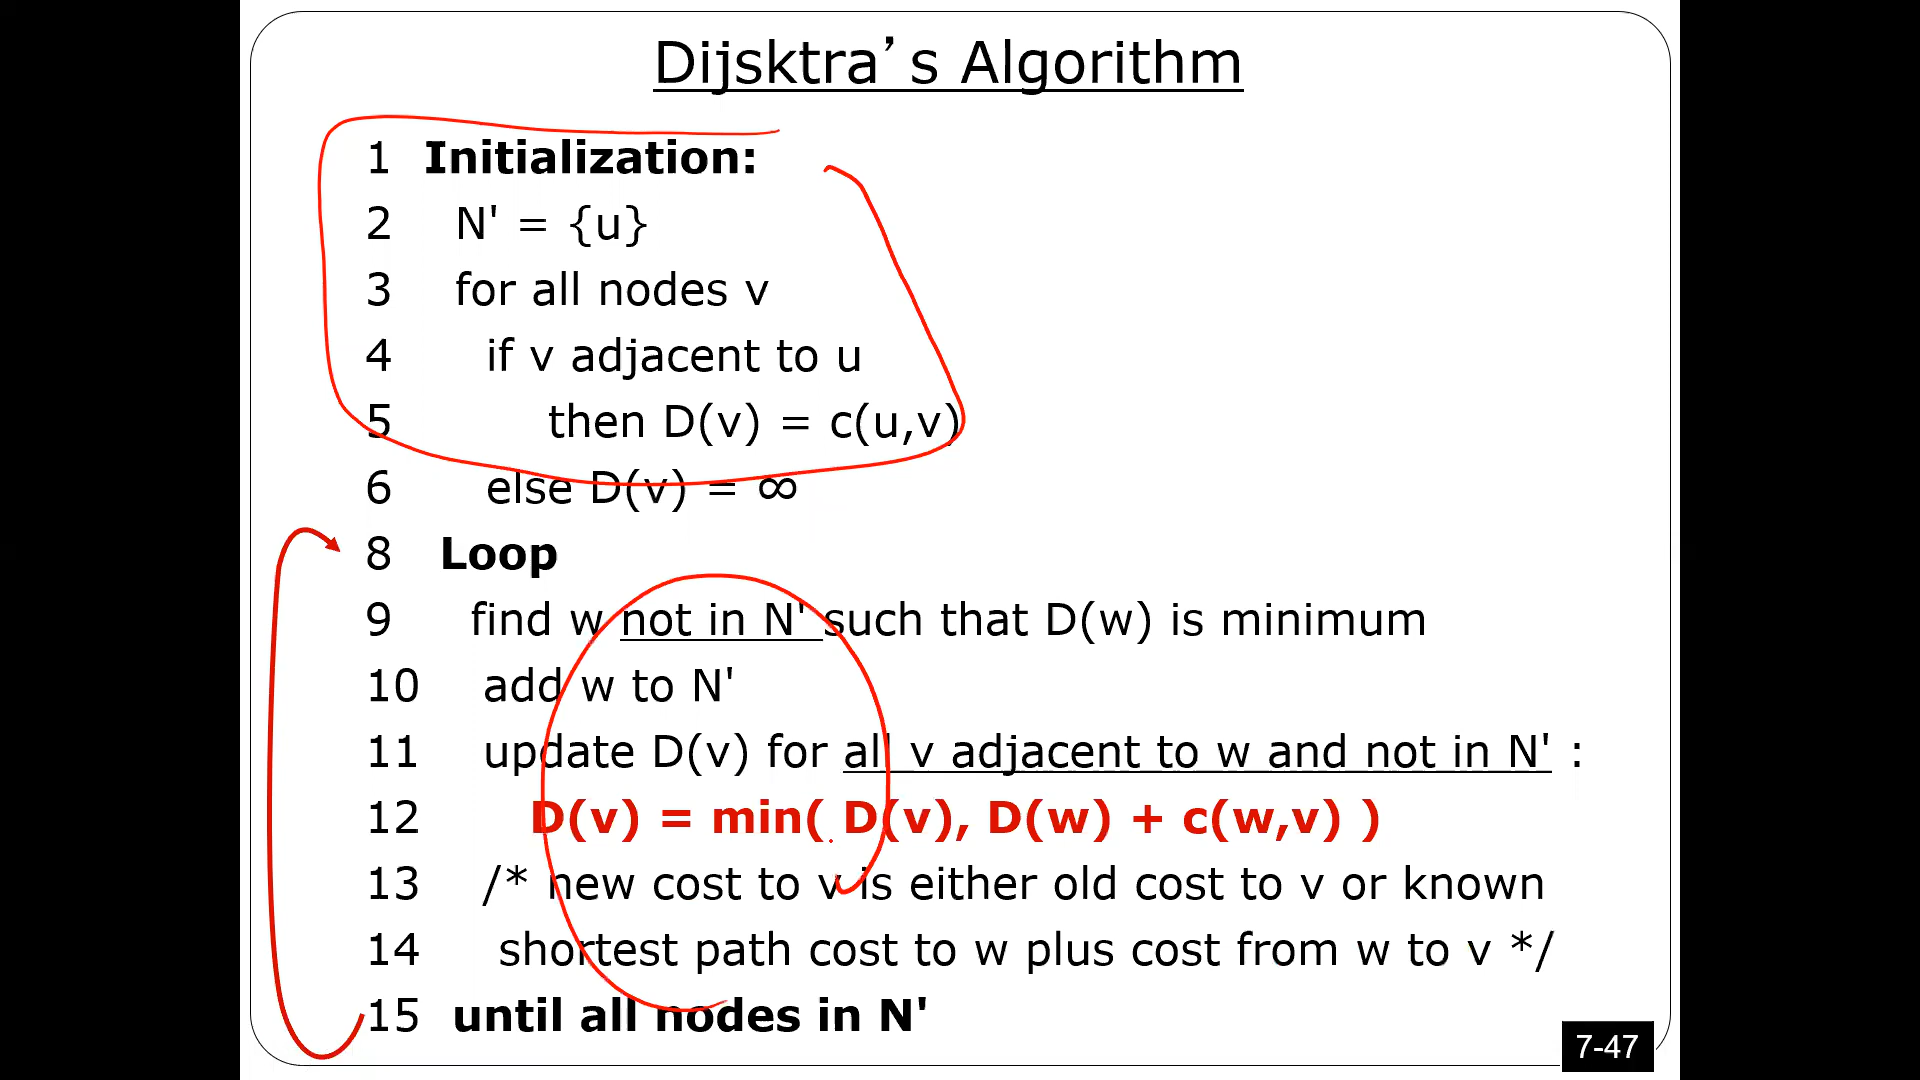 Dijsktra’s Algorithm
1 Initialization:
2 N' = {u}
3 for all nodes v
4 if v adjacent to u
5 then D(v) = c(u,v)
6 else D(v) = ∞
8 Loop
9 find w not in N' such that D(w) is minimum
10 add w to N'
11 update D(v) for all v adjacent to w and not in N' :
12 D(v) = min( D(v), D(w) + c(w,v) )
13 /* new cost to v is either old cost to v or known
14 shortest path cost to w plus cost from w to v */
15 until all nodes in N'
7-47